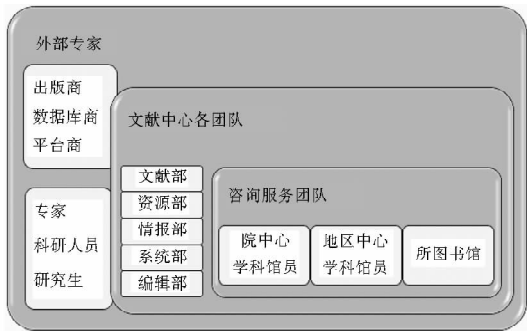 外部专家
出版商
数据库商
平台商
专家
科研人员
研究生
文献中心各团队
文献部
资源部
情报部
系统部
编辑部
咨询服务团队
院中心
学科馆员
地区中心
学科馆员
所图书馆